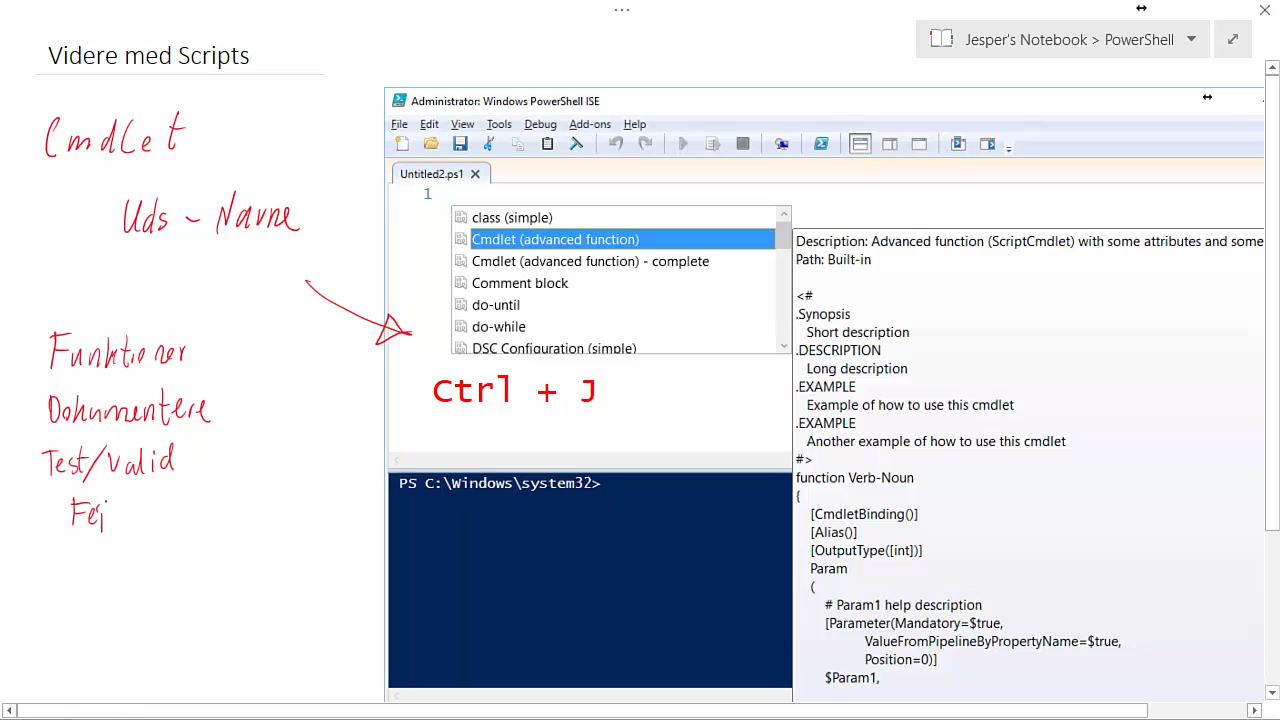 Jesper's Notebook > PowerShell
Videre med Scripts
CmdLet
Uds - Navne
Funktioner
Dokumentere
Test/Valid
Fej
Administrator: Windows PowerShell ISE
File Edit View Tools Debug Add-ons Help
Untitled2.ps1
1
class (simple)
Cmdlet (advanced function)
Cmdlet (advanced function) - complete
Comment block
do-until
do-while
DSC Configuration (simple)
Ctrl + J
PS C:\Windows\system32>
Description: Advanced function (ScriptCmdlet) with some attributes and some
Path: Built-in
<#
.Synopsis
Short description
.DESCRIPTION
Long description
.EXAMPLE
Example of how to use this cmdlet
.EXAMPLE
Another example of how to use this cmdlet
#>
function Verb-Noun
{
[CmdletBinding()]
[Alias()]
[OutputType([int])]
Param
(
# Param1 help description
[Parameter(Mandatory=$true,
ValueFromPipelineByPropertyName=$true,
Position=0)]
$Param1,